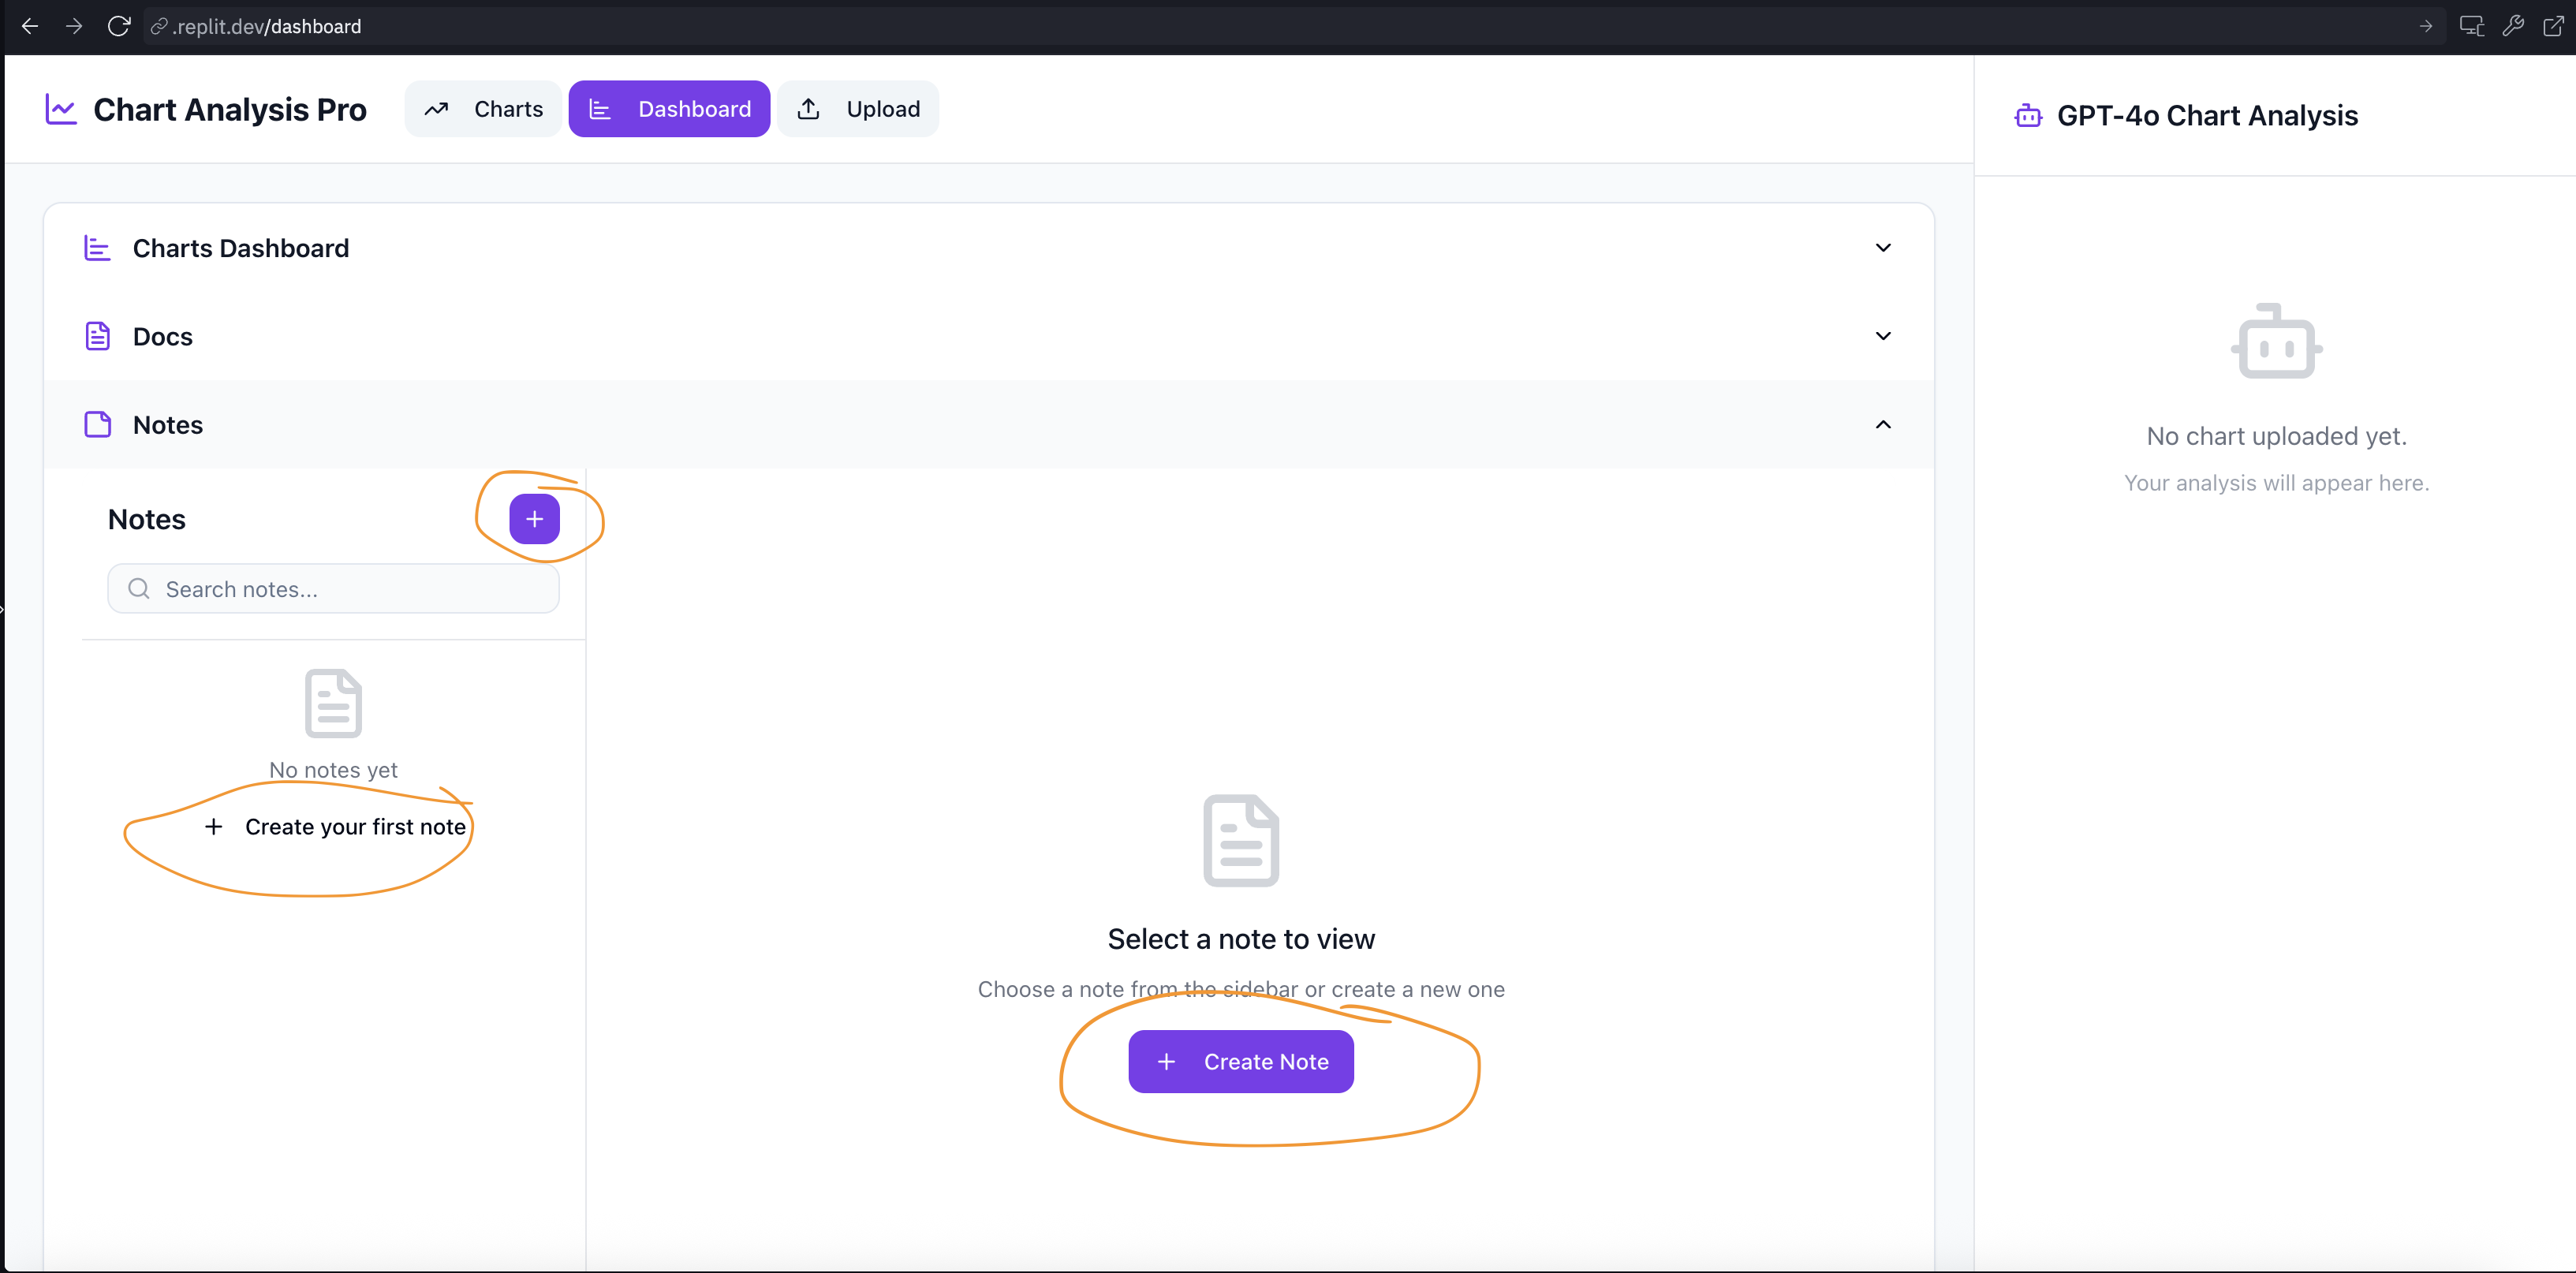 .replit.dev/dashboard
Chart Analysis Pro
Charts
Dashboard
Upload
GPT-4o Chart Analysis
Charts Dashboard
Docs
Notes
Notes
Search notes...
No notes yet
Create your first note
Select a note to view
Choose a note from the sidebar or create a new one
Create Note
No chart uploaded yet.
Your analysis will appear here.